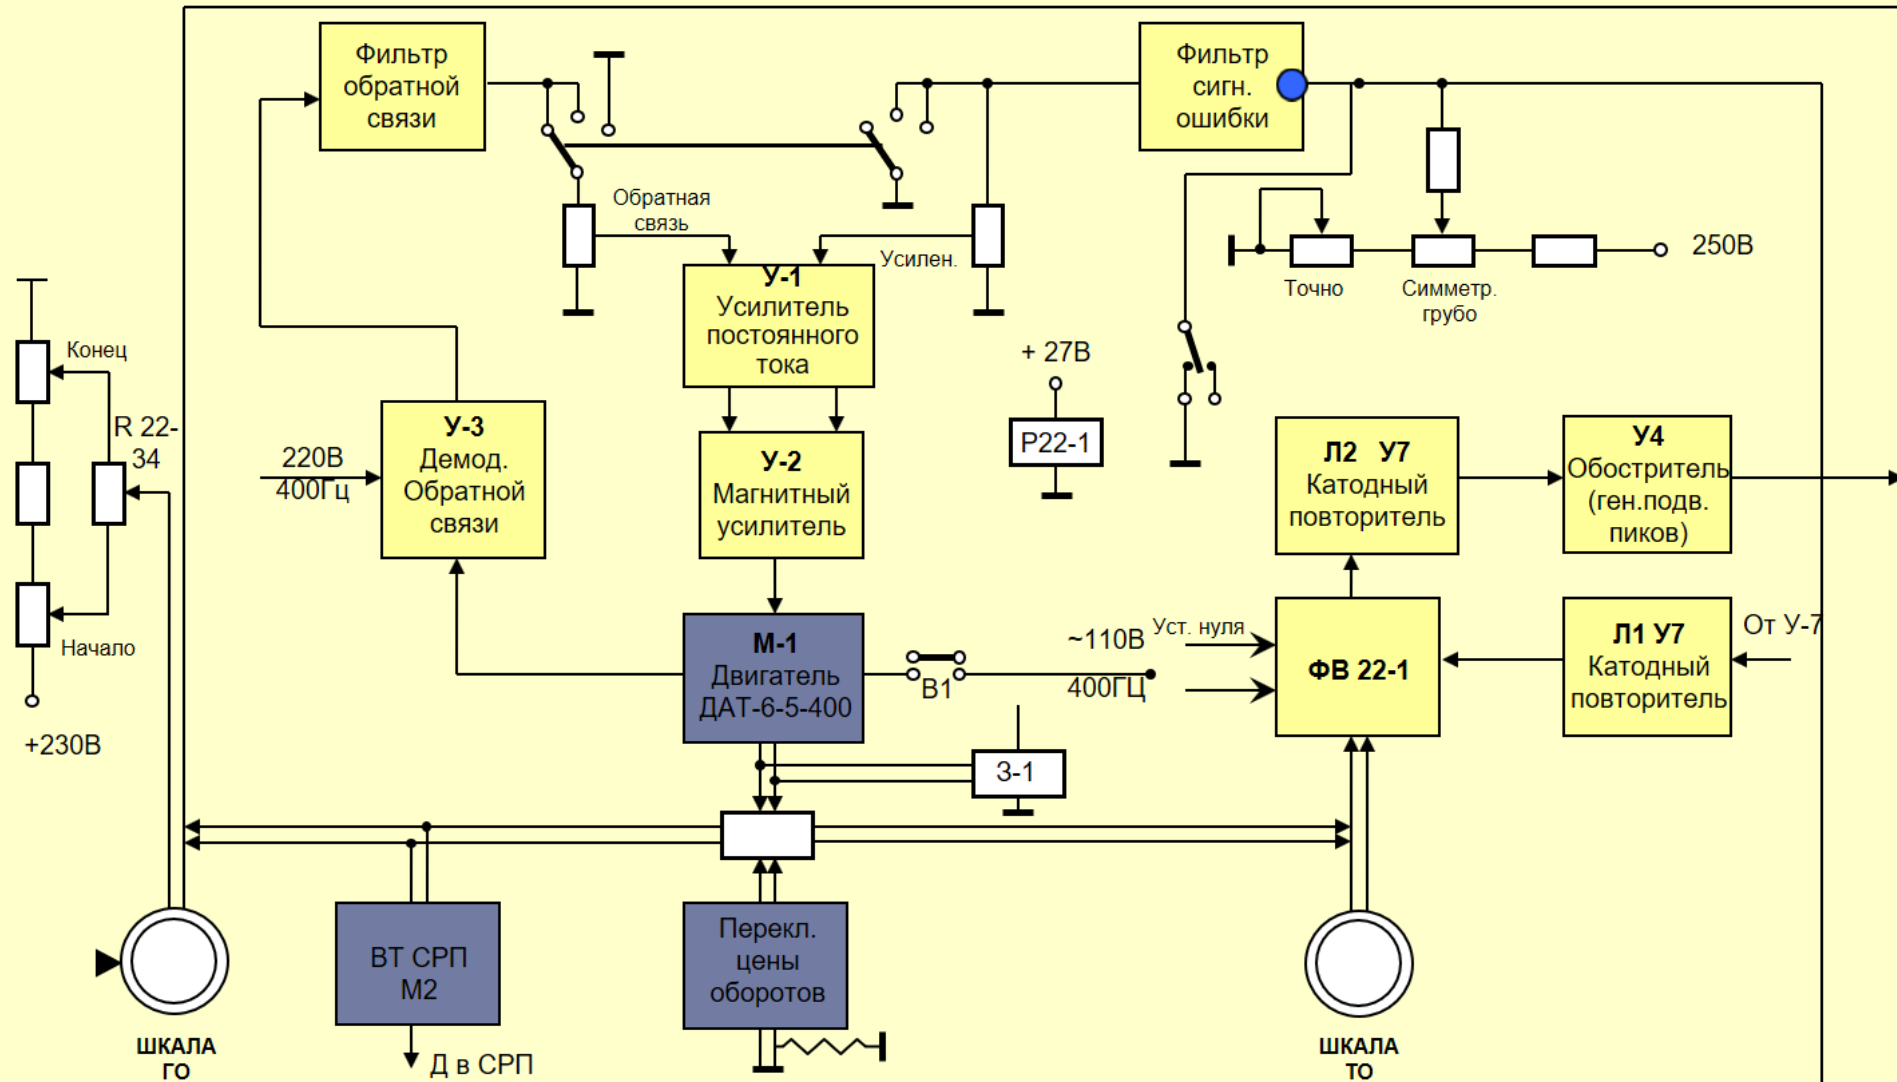 Фильтр
обратной
связи
Фильтр
сигн.
ошибки
Обратная
связь
Усилен.
У-1
Усилитель
постоянного
тока
250В
Точно
Симметр.
грубо
Конец
R 22-
34
+ 27В
Р22-1
У-3
Демод.
Обратной
связи
220В
400Гц
У-2
Магнитный
усилитель
Л2 У7
Катодный
повторитель
У4
Обостритель
(ген.подв.
пиков)
Начало
+230В
М-1
Двигатель
ДАТ-6-5-400
В1
~110В
400ГЦ
Уст. нуля
ФВ 22-1
Л1 У7
Катодный
повторитель
От У-7
З-1
ВТ СРП
М2
Перекл.
цены
оборотов
ШКАЛА
ГО
Д в СРП
ШКАЛА
ТО